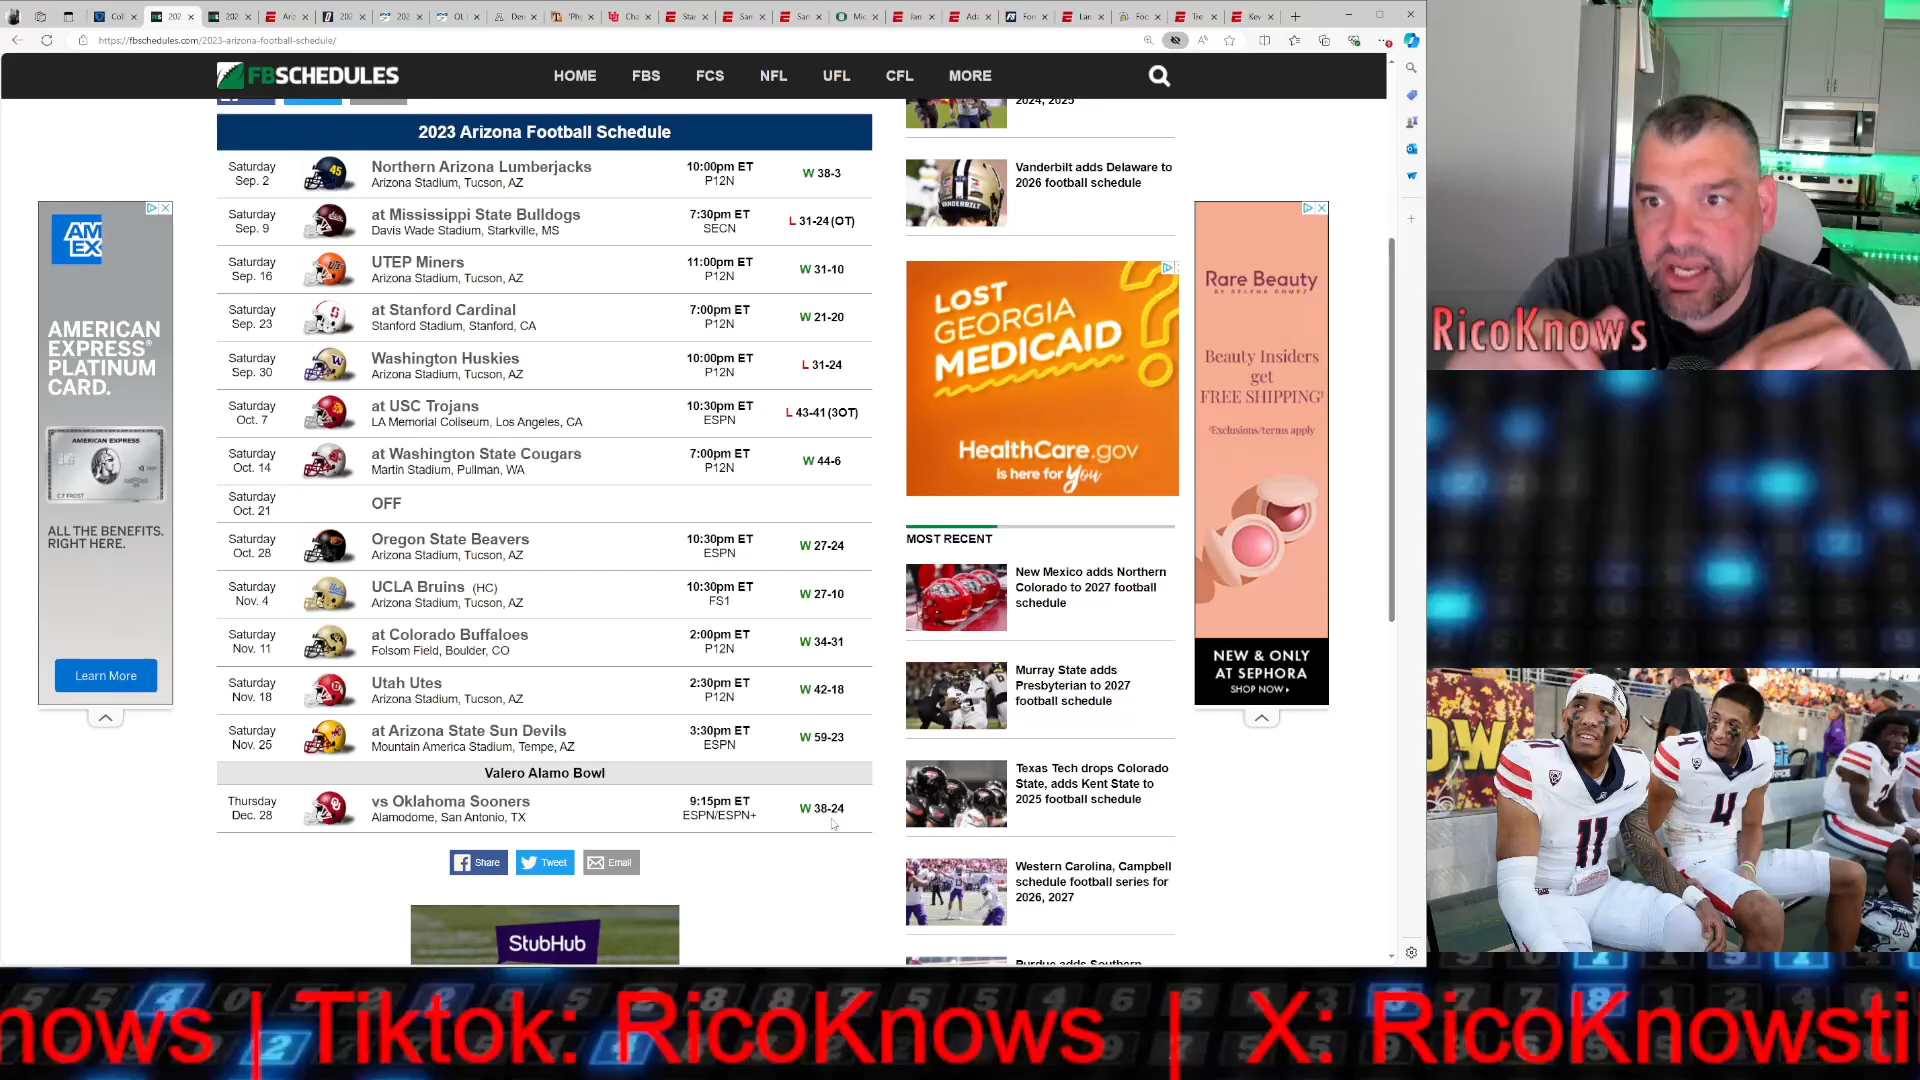 https://fbschedules.com/2023-arizona-football-schedule/
FBSCHEDULES
HOME FBS FCS NFL UFL CFL MORE
2023 Arizona Football Schedule
Saturday Sep. 2 Northern Arizona Lumberjacks 10:00pm ET W 38-3
Arizona Stadium, Tucson, AZ P12N
Saturday Sep. 9 at Mississippi State Bulldogs 7:30pm ET L 31-24 (OT)
Davis Wade Stadium, Starkville, MS SECN
Saturday Sep. 16 UTEP Miners 11:00pm ET W 31-10
Arizona Stadium, Tucson, AZ P12N
Saturday Sep. 23 at Stanford Cardinal 7:00pm ET W 21-20
Stanford Stadium, Stanford, CA P12N
Saturday Sep. 30 Washington Huskies 10:00pm ET L 31-24
Arizona Stadium, Tucson, AZ P12N
Saturday Oct. 7 at USC Trojans 10:30pm ET L 43-41 (3OT)
LA Memorial Coliseum, Los Angeles, CA ESPN
Saturday Oct. 14 at Washington State Cougars 7:00pm ET W 44-6
Martin Stadium, Pullman, WA P12N
Saturday Oct. 21 OFF
Saturday Oct. 28 Oregon State Beavers 10:30pm ET W 27-24
Arizona Stadium, Tucson, AZ ESPN
Saturday Nov. 4 UCLA Bruins (HC) 10:30pm ET W 27-10
Arizona Stadium, Tucson, AZ FS1
Saturday Nov. 11 at Colorado Buffaloes 2:00pm ET W 34-31
Folsom Field, Boulder, CO P12N
Saturday Nov. 18 Utah Utes 2:30pm ET W 42-18
Arizona Stadium, Tucson, AZ P12N
Saturday Nov. 25 at Arizona State Sun Devils 3:30pm ET W 59-23
Mountain America Stadium, Tempe, AZ ESPN
Valero Alamo Bowl
Thursday Dec. 28 vs Oklahoma Sooners 9:15pm ET W 38-24
Alamodome, San Antonio, TX ESPN/ESPN+
Share Tweet Email
StubHub
AM
EX
AMERICAN
EXPRESS®
PLATINUM
CARD.
AMERICAN EXPRESS
C F FROST
ALL THE BENEFITS.
RIGHT HERE.
Learn More
2024, 2025
Vanderbilt adds Delaware to
2026 football schedule
LOST
GEORGIA
MEDICAID
?
HealthCare.gov
is here for You
MOST RECENT
New Mexico adds Northern
Colorado to 2027 football
schedule
Murray State adds
Presbyterian to 2027
football schedule
Texas Tech drops Colorado
State, adds Kent State to
2025 football schedule
Western Carolina, Campbell
schedule football series for
2026, 2027
Purdue adds Southern
Rare Beauty
BY SELENA GOMEZ
Beauty Insiders
get
FREE SHIPPING¹
¹Exclusions/terms apply
NEW & ONLY
AT SEPHORA
SHOP NOW
RicoKnows
11
4
nows | Tiktok: RicoKnows | X: RicoKnowsti